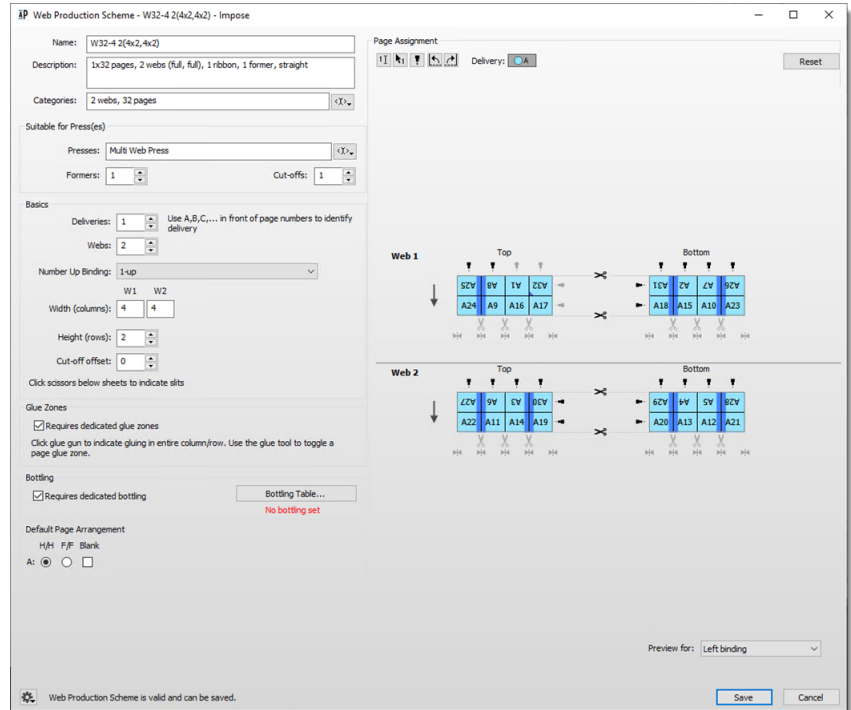 Web Production Scheme - W32-4 2(4x2,4x2) - Impose
Name: W32-4 2(4x2,4x2)
Description: 1x32 pages, 2 webs (full, full), 1 ribbon, 1 former, straight
Categories: 2 webs, 32 pages
Suitable for Press(es)
Presses: Multi Web Press
Formers: 1 Cut-offs: 1
Basics
Deliveries: 1 Use A,B,C,... in front of page numbers to identify
delivery
Webs: 2
Number Up Binding: 1-up
W1 W2
Width (columns): 4 4
Height (rows): 2
Cut-off offset: 0
Click scissors below sheets to indicate slits
Glue Zones
Requires dedicated glue zones
Click glue gun to indicate gluing in entire column/row. Use the glue tool to toggle a
page glue zone.
Bottling
Requires dedicated bottling Bottling Table...
No bottling set
Default Page Arrangement
H/H F/F Blank
A:
Page Assignment
Delivery: A Reset
Web 1 Top Bottom
A25 A8 A1 A32 A31 A2 A7 A26
A24 A9 A16 A17 A18 A15 A10 A23
Web 2 Top Bottom
A27 A6 A3 A30 A29 A4 A5 A28
A22 A11 A14 A19 A20 A13 A12 A21
Preview for: Left binding
Web Production Scheme is valid and can be saved. Save Cancel